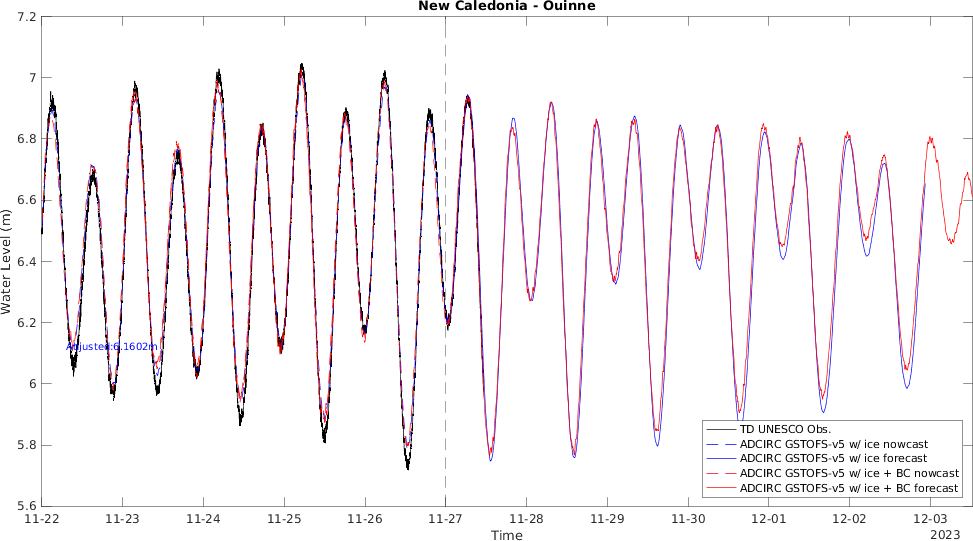 New Caledonia - Ouinne
7.2
7
6.8
6.6
6.4
6.2
6
5.8
5.6
Water Level (m)
Adjusted:6.1602m
TD UNESCO Obs.
ADCIRC GSTOFS-v5 w/ ice nowcast
ADCIRC GSTOFS-v5 w/ ice forecast
ADCIRC GSTOFS-v5 w/ ice + BC nowcast
ADCIRC GSTOFS-v5 w/ ice + BC forecast
11-22 11-23 11-24 11-25 11-26 11-27 11-28 11-29 11-30 12-01 12-02 12-03
Time
2023